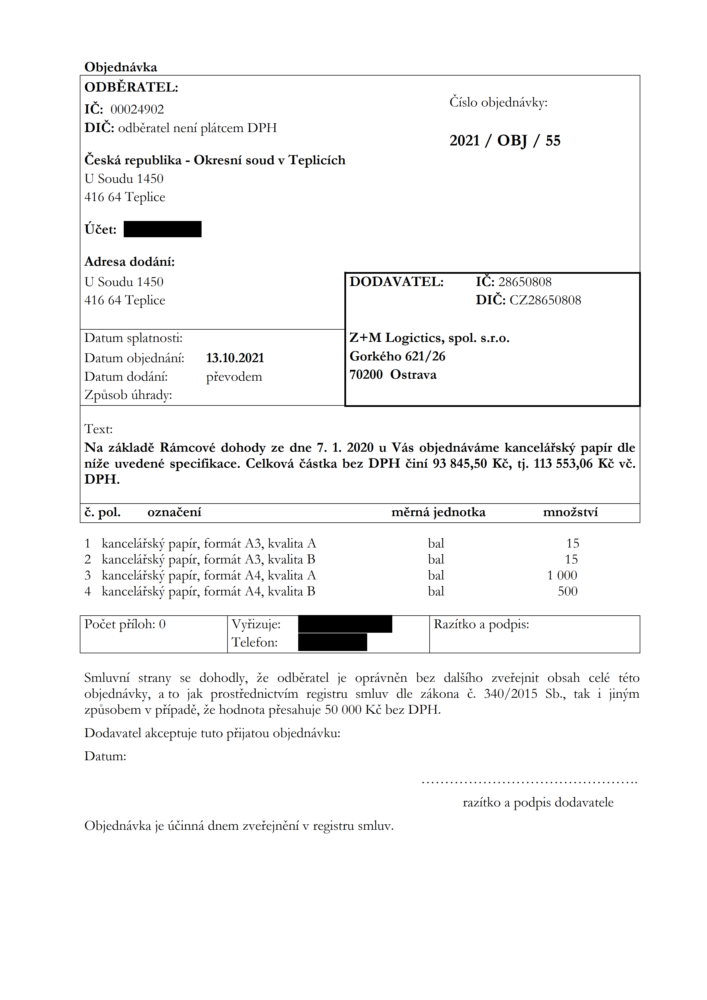 Objednávka
ODBĚRATEL:
IČ: 00024902
DIČ: odběratel není plátcem DPH
Číslo objednávky:
2021 / OBJ / 55
Česká republika - Okresní soud v Teplicích
U Soudu 1450
416 64 Teplice
Účet:
Adresa dodání:
U Soudu 1450
416 64 Teplice
DODAVATEL: IČ: 28650808
DIČ: CZ28650808
Z+M Logictics, spol. s.r.o.
Gorkého 621/26
70200 Ostrava
Datum splatnosti:
Datum objednání: 13.10.2021
Datum dodání: převodem
Způsob úhrady:
Text:
Na základě Rámcové dohody ze dne 7. 1. 2020 u Vás objednáváme kancelářský papír dle
níže uvedené specifikace. Celková částka bez DPH činí 93 845,50 Kč, tj. 113 553,06 Kč vč.
DPH.
č. pol. označení měrná jednotka množství
1 kancelářský papír, formát A3, kvalita A bal 15
2 kancelářský papír, formát A3, kvalita B bal 15
3 kancelářský papír, formát A4, kvalita A bal 1 000
4 kancelářský papír, formát A4, kvalita B bal 500
Počet příloh: 0
Vyřizuje:
Telefon:
Razítko a podpis:
Smluvní strany se dohodly, že odběratel je oprávněn bez dalšího zveřejnit obsah celé této
objednávky, a to jak prostřednictvím registru smluv dle zákona č. 340/2015 Sb., tak i jiným
způsobem v případě, že hodnota přesahuje 50 000 Kč bez DPH.
Dodavatel akceptuje tuto přijatou objednávku:
Datum:
……………………………………….
razítko a podpis dodavatele
Objednávka je účinná dnem zveřejnění v registru smluv.